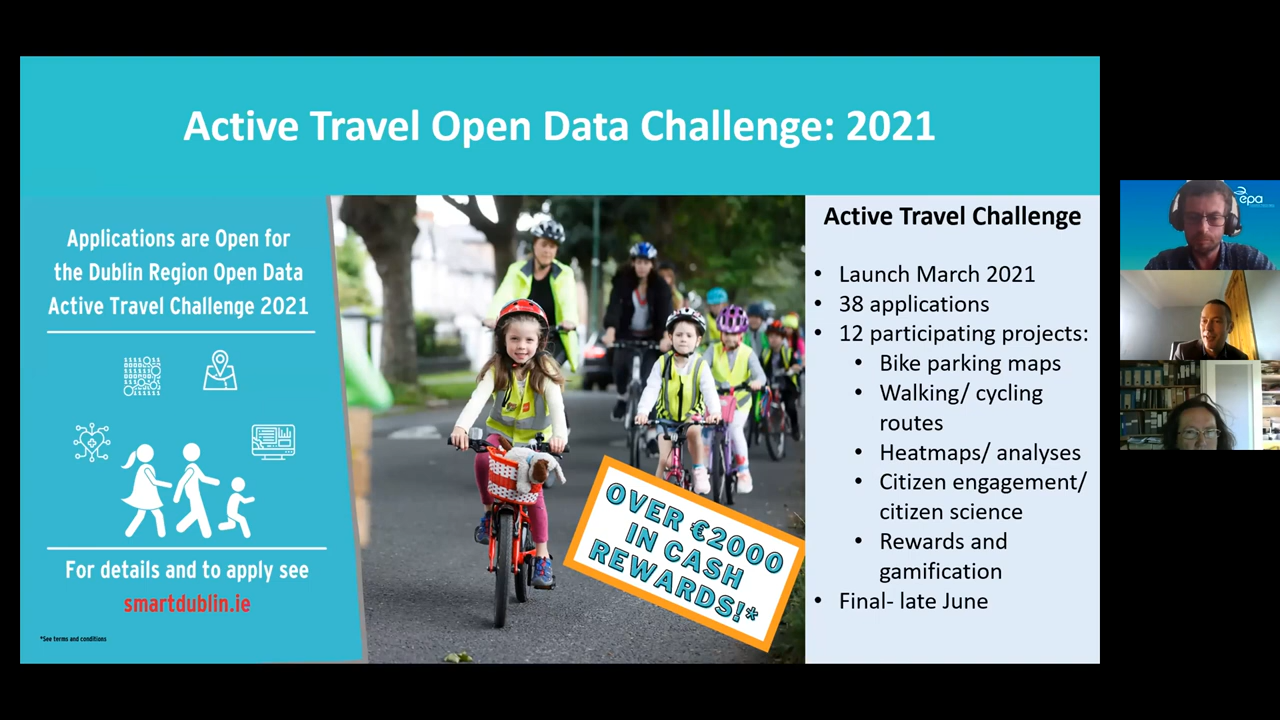 Active Travel Open Data Challenge: 2021
Applications are Open for
the Dublin Region Open Data
Active Travel Challenge 2021
For details and to apply see
smartdublin.ie
*See terms and conditions
OVER €2000
IN CASH
REWARDS!*
Active Travel Challenge
• Launch March 2021
• 38 applications
• 12 participating projects:
• Bike parking maps
• Walking/ cycling
routes
• Heatmaps/ analyses
• Citizen engagement/
citizen science
• Rewards and
gamification
• Final- late June
epa